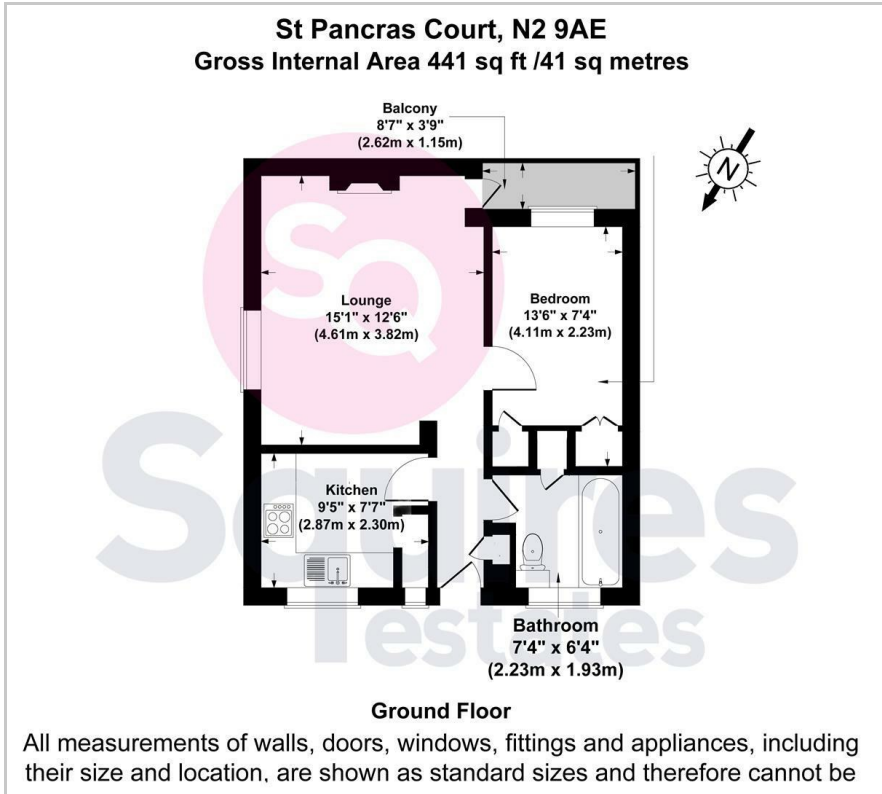 St Pancras Court, N2 9AE
Gross Internal Area 441 sq ft /41 sq metres
Balcony
8'7" x 3'9"
(2.62m x 1.15m)
N
SQ
Lounge
15'1" x 12'6"
(4.61m x 3.82m)
Bedroom
13'6" x 7'4"
(4.11m x 2.23m)
Squires
estates
Kitchen
9'5" x 7'7"
(2.87m x 2.30m)
Bathroom
7'4" x 6'4"
(2.23m x 1.93m)
Ground Floor
All measurements of walls, doors, windows, fittings and appliances, including
their size and location, are shown as standard sizes and therefore cannot be